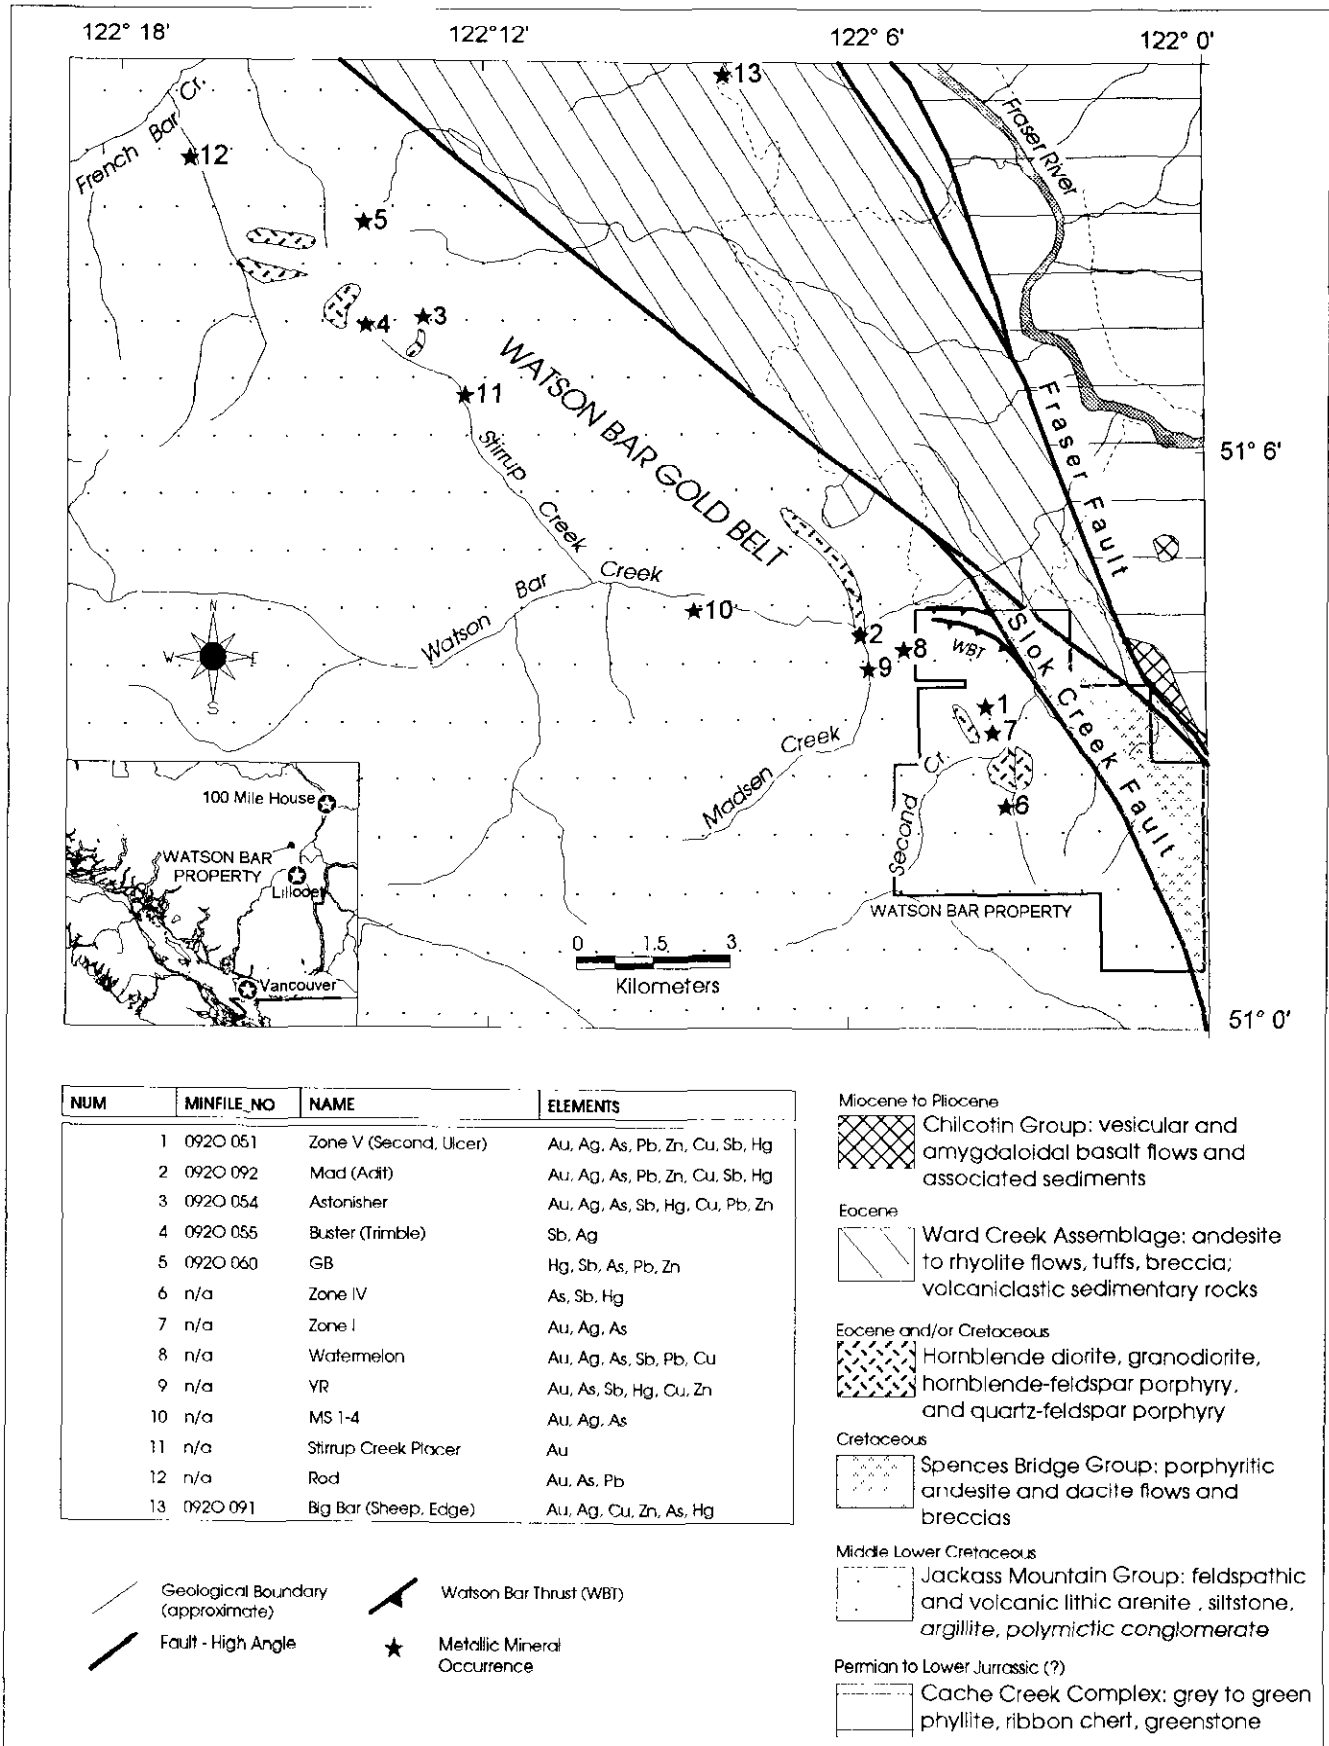 122° 18'
122°12'
122° 6'
122° 0'
13
French Bar Cr.
12
Fraser River
5
4
3
11
WATSON BAR GOLD BELT
Stirrup Creek
Fraser Fault
51° 6'
Watson Bar Creek
10
2
8
9
WBT
Slok Creek Fault
N
W E
S
1
7
Madsen Creek
Second Cr.
6
100 Mile House
WATSON BAR
PROPERTY
Lillooet
Vancouver
WATSON BAR PROPERTY
0 1.5 3
Kilometers
51° 0'
NUM MINFILE_NO NAME ELEMENTS
1 092O 051 Zone V (Second, Ulcer) Au, Ag, As, Pb, Zn, Cu, Sb, Hg
2 092O 092 Mad (Adit) Au, Ag, As, Pb, Zn, Cu, Sb, Hg
3 092O 054 Astonisher Au, Ag, As, Sb, Hg, Cu, Pb, Zn
4 092O 055 Buster (Trimble) Sb, Ag
5 092O 060 GB Hg, Sb, As, Pb, Zn
6 n/a Zone IV As, Sb, Hg
7 n/a Zone I Au, Ag, As
8 n/a Watermelon Au, Ag, As, Sb, Pb, Cu
9 n/a VR Au, As, Sb, Hg, Cu, Zn
10 n/a MS 1-4 Au, Ag, As
11 n/a Stirrup Creek Placer Au
12 n/a Rod Au, As, Pb
13 092O 091 Big Bar (Sheep, Edge) Au, Ag, Cu, Zn, As, Hg
Geological Boundary
(approximate)
Watson Bar Thrust (WBT)
Fault - High Angle
Metallic Mineral
Occurrence
Miocene to Pliocene
Chilcotin Group: vesicular and
amygdaloidal basalt flows and
associated sediments
Eocene
Ward Creek Assemblage: andesite
to rhyolite flows, tuffs, breccia;
volcaniclastic sedimentary rocks
Eocene and/or Cretaceous
Hornblende diorite, granodiorite,
hornblende-feldspar porphyry,
and quartz-feldspar porphyry
Cretaceous
Spences Bridge Group: porphyritic
andesite and dacite flows and
breccias
Middle Lower Cretaceous
Jackass Mountain Group: feldspathic
and volcanic lithic arenite , siltstone,
argillite, polymictic conglomerate
Permian to Lower Jurrassic (?)
Cache Creek Complex: grey to green
phyllite, ribbon chert, greenstone